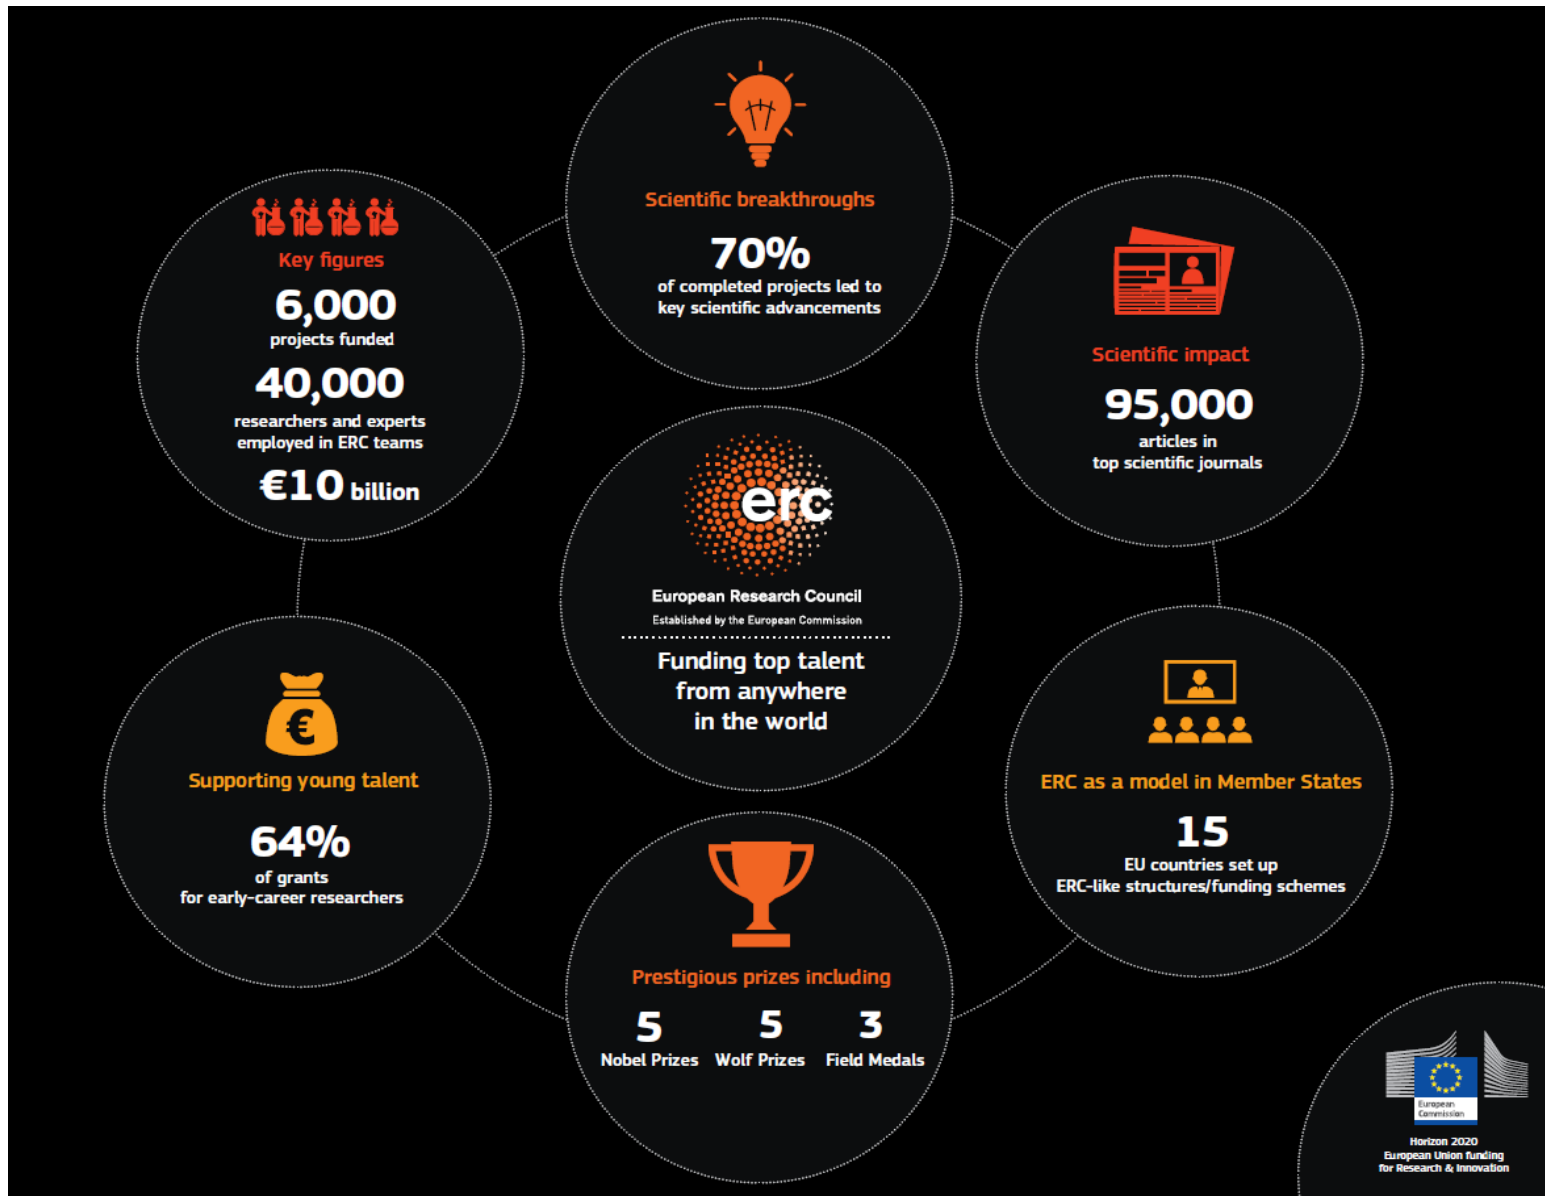 Scientific breakthroughs
70%
of completed projects led to
key scientific advancements
Key figures
6,000
projects funded
40,000
researchers and experts
employed in ERC teams
€10 billion
Scientific impact
95,000
articles in
top scientific journals
erc
European Research Council
Established by the European Commission
Funding top talent
from anywhere
in the world
€
Supporting young talent
64%
of grants
for early-career researchers
ERC as a model in Member States
15
EU countries set up
ERC-like structures/funding schemes
Prestigious prizes including
5 5 3
Nobel Prizes Wolf Prizes Field Medals
European
Commission
Horizon 2020
European Union funding
for Research & Innovation